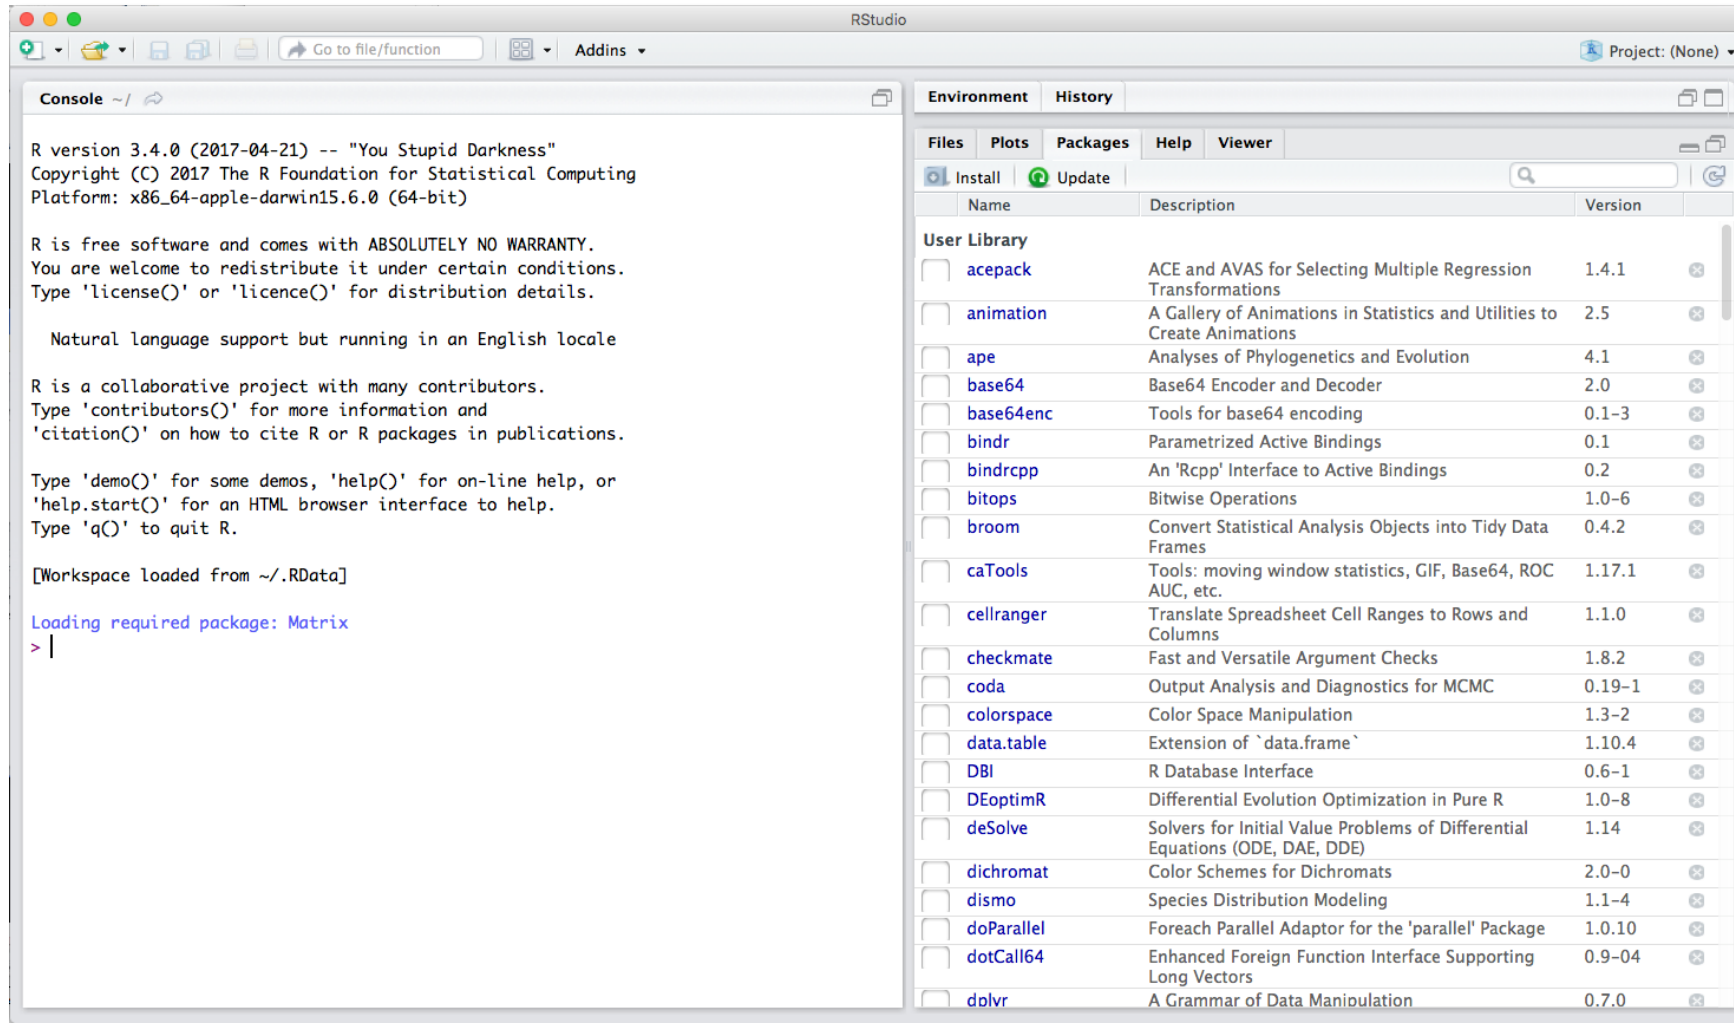 RStudio
Go to file/function
Addins
Project: (None)
Console ~/
R version 3.4.0 (2017-04-21) -- "You Stupid Darkness"
Copyright (C) 2017 The R Foundation for Statistical Computing
Platform: x86_64-apple-darwin15.6.0 (64-bit)
R is free software and comes with ABSOLUTELY NO WARRANTY.
You are welcome to redistribute it under certain conditions.
Type 'license()' or 'licence()' for distribution details.
Natural language support but running in an English locale
R is a collaborative project with many contributors.
Type 'contributors()' for more information and
'citation()' on how to cite R or R packages in publications.
Type 'demo()' for some demos, 'help()' for on-line help, or
'help.start()' for an HTML browser interface to help.
Type 'q()' to quit R.
[Workspace loaded from ~/.RData]
Loading required package: Matrix
>
Environment History
Files Plots Packages Help Viewer
Install Update
Name Description Version
User Library
acepack ACE and AVAS for Selecting Multiple Regression 1.4.1
Transformations
animation A Gallery of Animations in Statistics and Utilities to 2.5
Create Animations
ape Analyses of Phylogenetics and Evolution 4.1
base64 Base64 Encoder and Decoder 2.0
base64enc Tools for base64 encoding 0.1-3
bindr Parametrized Active Bindings 0.1
bindrcpp An 'Rcpp' Interface to Active Bindings 0.2
bitops Bitwise Operations 1.0-6
broom Convert Statistical Analysis Objects into Tidy Data 0.4.2
Frames
caTools Tools: moving window statistics, GIF, Base64, ROC 1.17.1
AUC, etc.
cellranger Translate Spreadsheet Cell Ranges to Rows and 1.1.0
Columns
checkmate Fast and Versatile Argument Checks 1.8.2
coda Output Analysis and Diagnostics for MCMC 0.19-1
colorspace Color Space Manipulation 1.3-2
data.table Extension of `data.frame` 1.10.4
DBI R Database Interface 0.6-1
DEoptimR Differential Evolution Optimization in Pure R 1.0-8
deSolve Solvers for Initial Value Problems of Differential 1.14
Equations (ODE, DAE, DDE)
dichromat Color Schemes for Dichromats 2.0-0
dismo Species Distribution Modeling 1.1-4
doParallel Foreach Parallel Adaptor for the 'parallel' Package 1.0.10
dotCall64 Enhanced Foreign Function Interface Supporting 0.9-04
Long Vectors
dplyr A Grammar of Data Manipulation 0.7.0